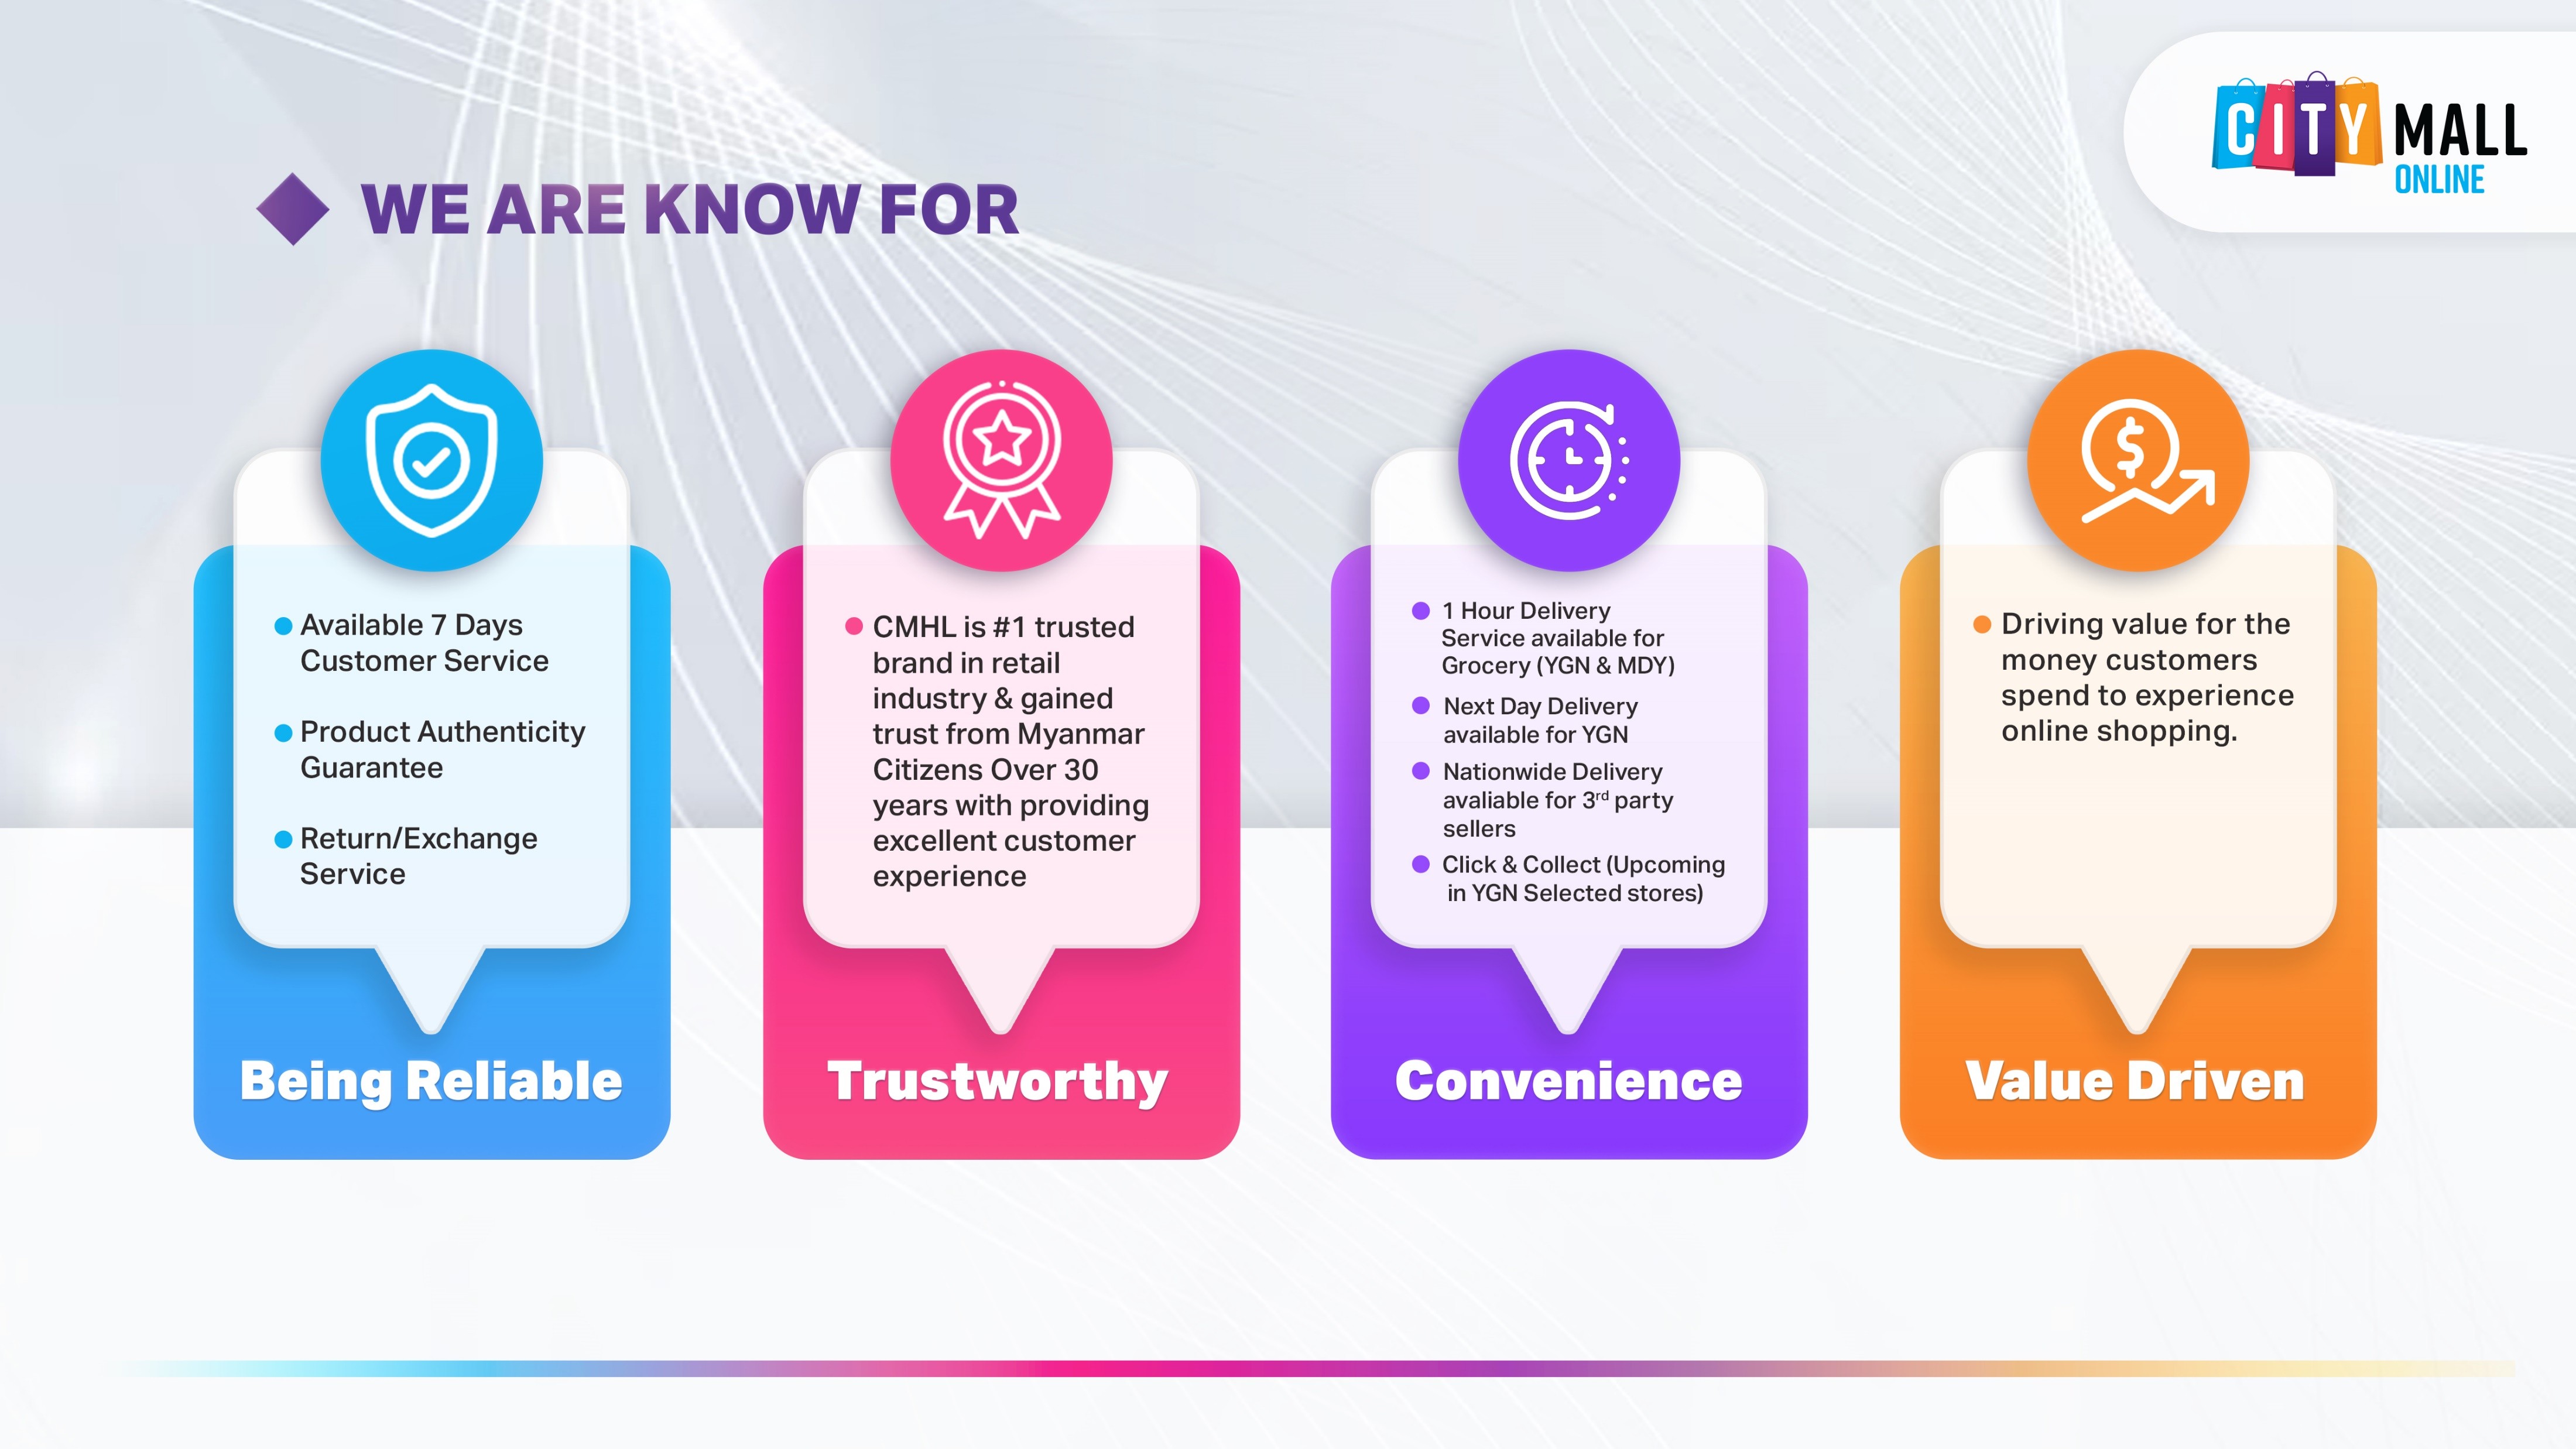 CITY MALL
ONLINE
WE ARE KNOW FOR
Available 7 Days
Customer Service
Product Authenticity
Guarantee
Return/Exchange
Service
Being Reliable
CMHL is #1 trusted
brand in retail
industry & gained
trust from Myanmar
Citizens Over 30
years with providing
excellent customer
experience
Trustworthy
1 Hour Delivery
Service available for
Grocery (YGN & MDY)
Next Day Delivery
available for YGN
Nationwide Delivery
avaliable for 3rd party
sellers
Click & Collect (Upcoming
in YGN Selected stores)
Convenience
$
Driving value for the
money customers
spend to experience
online shopping.
Value Driven